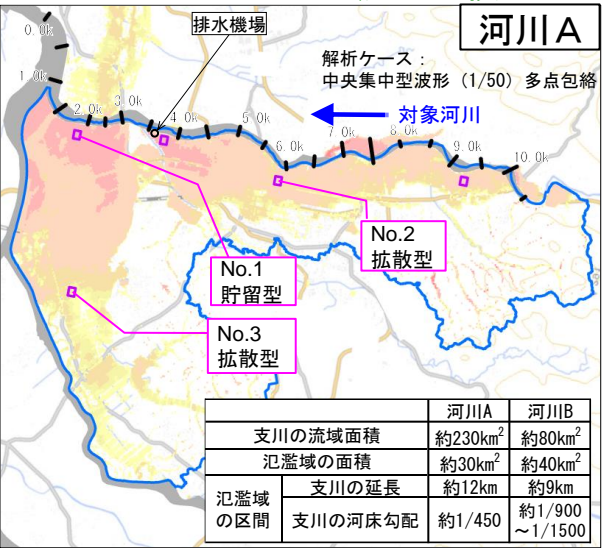 河川A
排水機場
解析ケース：
中央集中型波形（1/50）多点包絡
対象河川
0.0k
1.0k
2.0k
3.0k
4.0k
5.0k
6.0k
7.0k
8.0k
9.0k
10.0k
No.1
貯留型
No.2
拡散型
No.3
拡散型
河川A 河川B
支川の流域面積 約230km² 約80km²
氾濫域の面積 約30km² 約40km²
氾濫域の区間 支川の延長 約12km 約9km
支川の河床勾配 約1/450 約1/900～1/1500